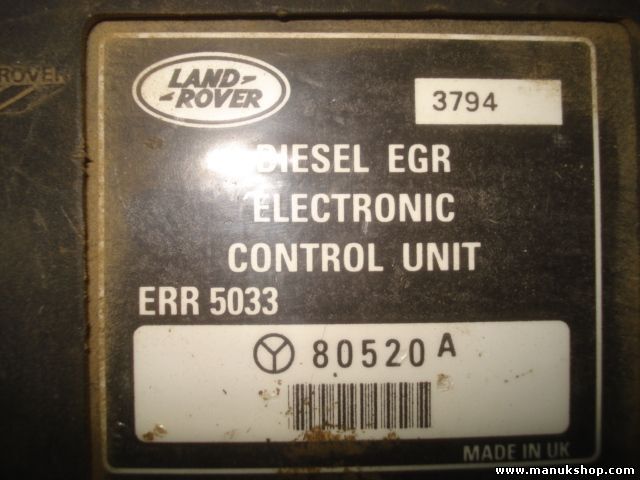 LAND-
-ROVER
3794
ROVER
DIESEL EGR
ELECTRONIC
CONTROL UNIT
ERR 5033
80520 A
MADE IN UK
www.manukshop.com